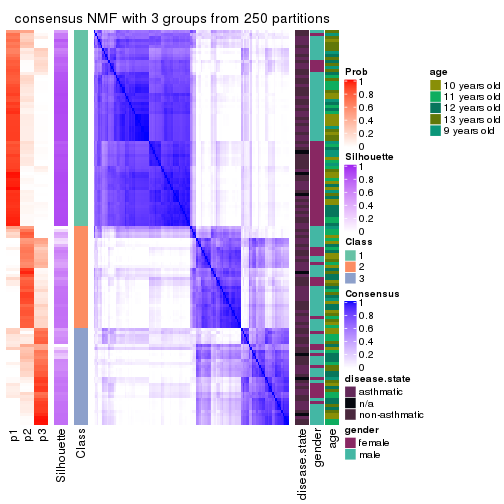 consensus NMF with 3 groups from 250 partitions
Prob
1
0.8
0.6
0.4
0.2
0
Silhouette
1
0.8
0.6
0.4
0.2
0
Class
1
2
3
Consensus
1
0.8
0.6
0.4
0.2
0
disease.state
asthmatic
n/a
non-asthmatic
gender
female
male
age
10 years old
11 years old
12 years old
13 years old
9 years old
p1
p2
p3
Silhouette
Class
disease.state
gender
age